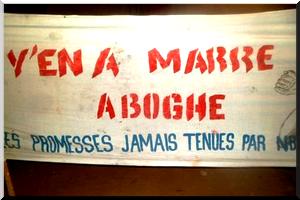 Y'EN A MARRE
ABOGHE
ES PROMESSES JAMAIS TENUES PAR